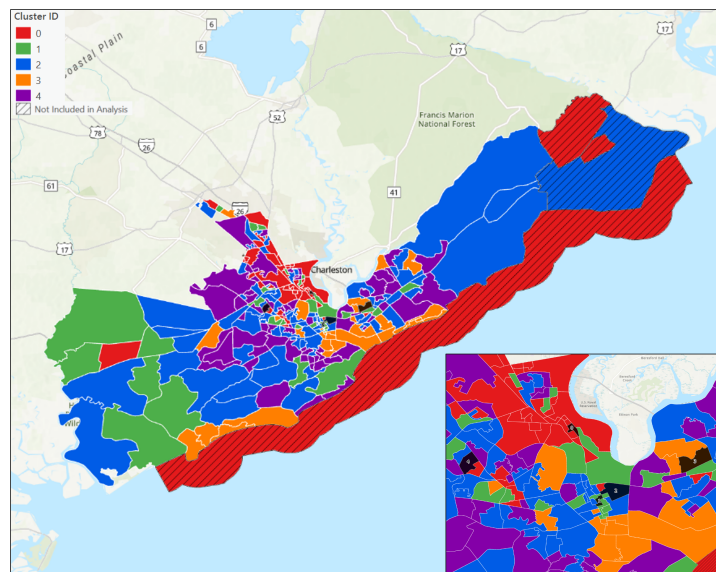 Cluster ID
0
1
2
3
4
Not Included in Analysis
Coastal Plain
6
6
17
17
52
Francis Marion
National Forest
78
26
61
41
26
17
Charleston